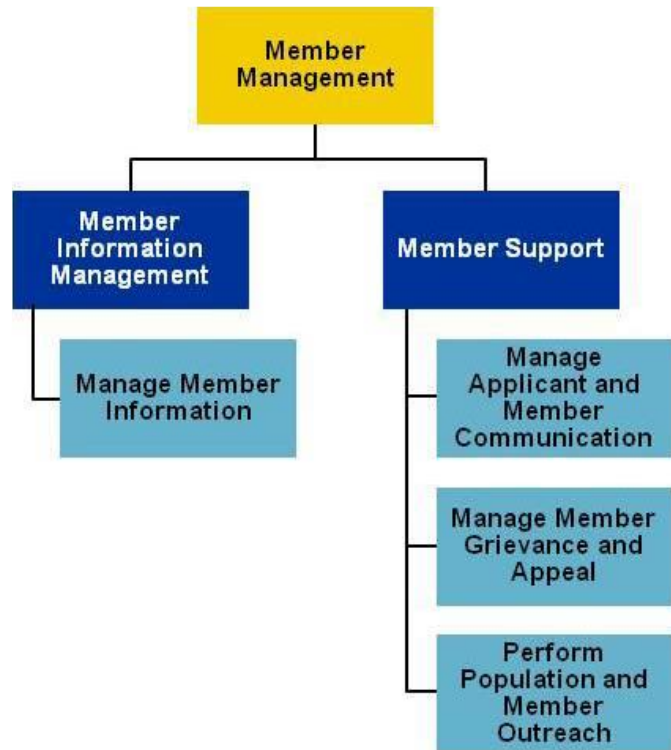 Member
Management
Member
Information
Management
Member Support
Manage Member
Information
Manage
Applicant and
Member
Communication
Manage Member
Grievance and
Appeal
Perform
Population and
Member
Outreach